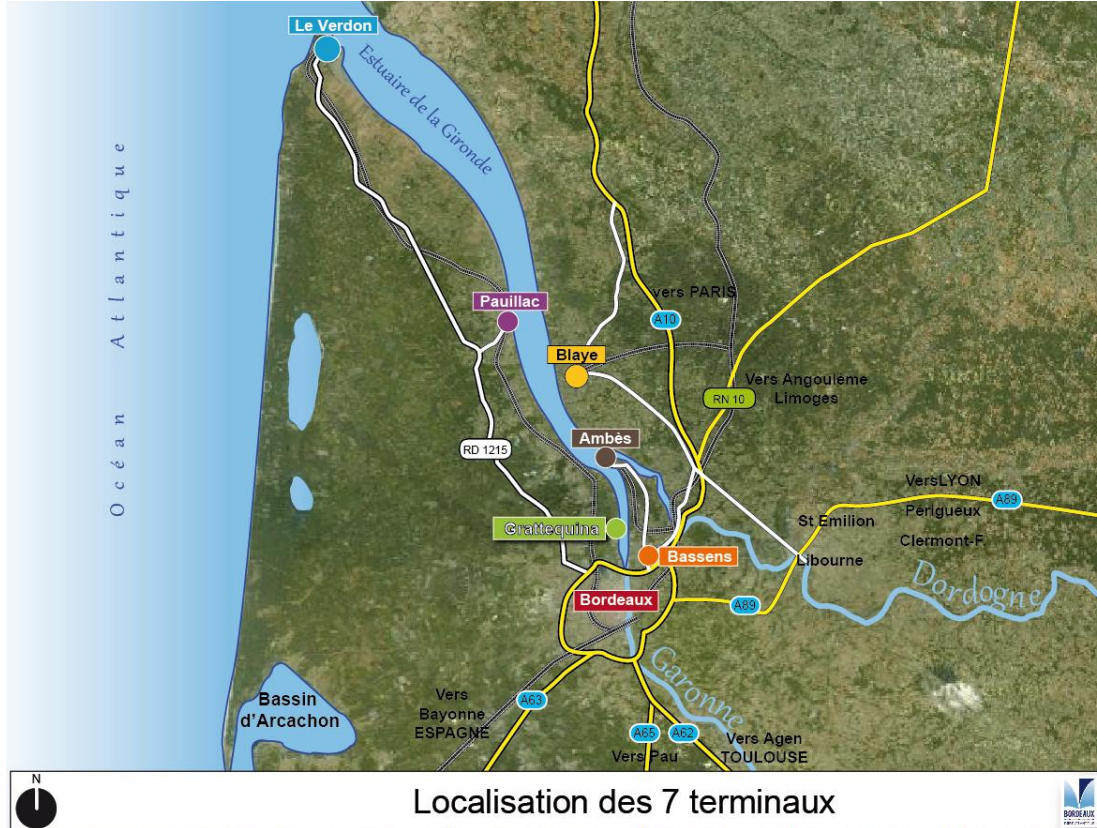 Le Verdon
Estuaire de la Gironde
Océan Atlantique
Pauillac
vers PARIS
A10
Blaye
Vers Angoulème
Limoges
RN 10
Ambès
RD 1215
VersLYON
Périgueux
A89
Clermont-F.
St Emilion
Grattequina
Bassens
Libourne
Dordogne
Bordeaux
A89
Garonne
Bassin
d'Arcachon
Vers
Bayonne
ESPAGNE
A63
A65
A62
Vers Pau
Vers Agen
TOULOUSE
N
Localisation des 7 terminaux
BORDEAUX